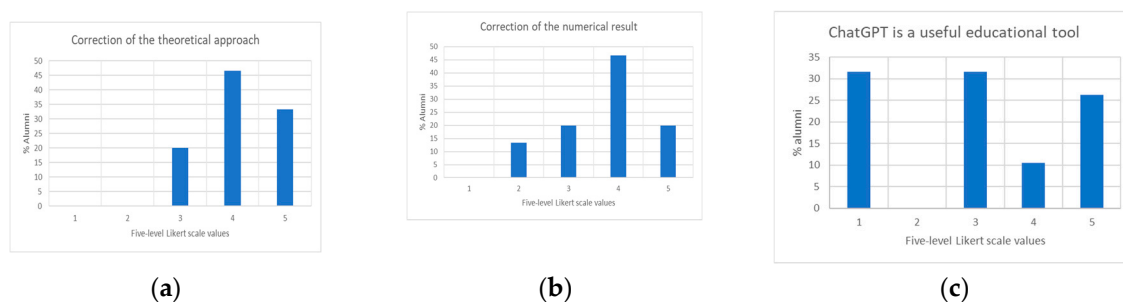 Correction of the theoretical approach
50
45
40
35
30
25
20
15
10
5
0
% Alumni
1 2 3 4 5
Five-level Likert scale values
(a)
Correction of the numerical result
50
45
40
35
30
25
20
15
10
5
0
% Alumni
1 2 3 4 5
Five-level Likert scale values
(b)
ChatGPT is a useful educational tool
35
30
25
20
15
10
5
0
% alumni
1 2 3 4 5
Five-level Likert scale values
(c)